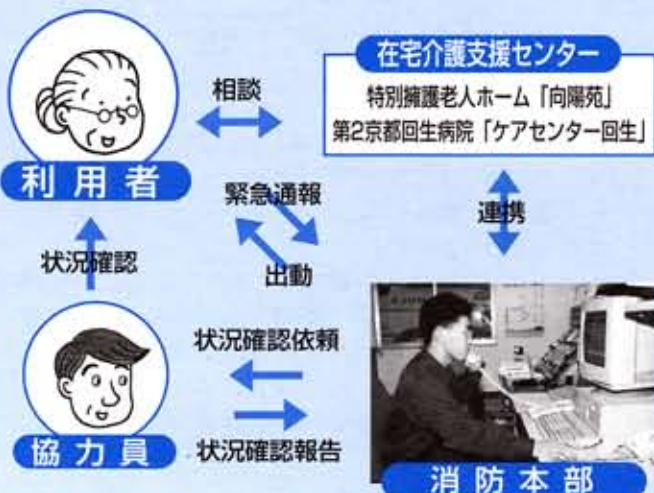 在宅介護支援センター
特別擁護老人ホーム「向陽苑」
第2京都回生病院「ケアセンター回生」
相談
利用者
緊急通報
連携
状況確認
出動
状況確認依頼
協力員
状況確認報告
消防本部